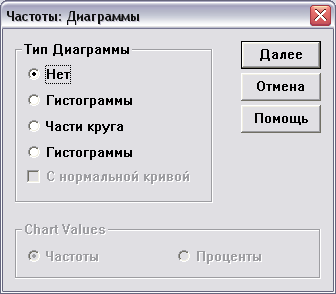 Частоты: Диаграммы
Тип Диаграммы
Нет
Гистограммы
Части круга
Гистограммы
С нормальной кривой
Далее
Отмена
Помощь
Chart Values
Частоты
Проценты